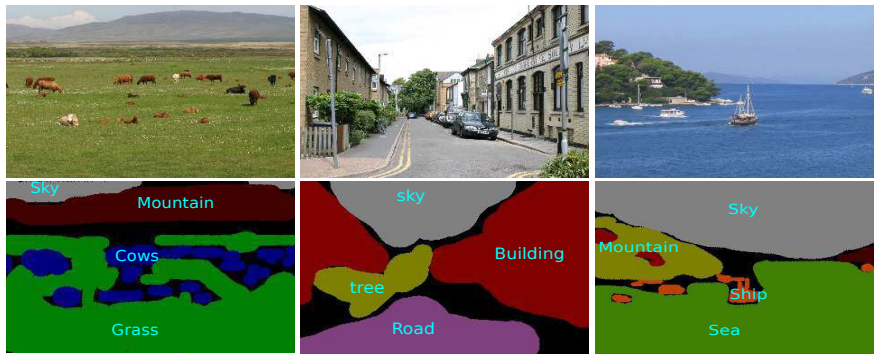 Sky
Mountain
Cows
Grass
sky
Building
tree
Road
Sky
Mountain
Ship
Sea